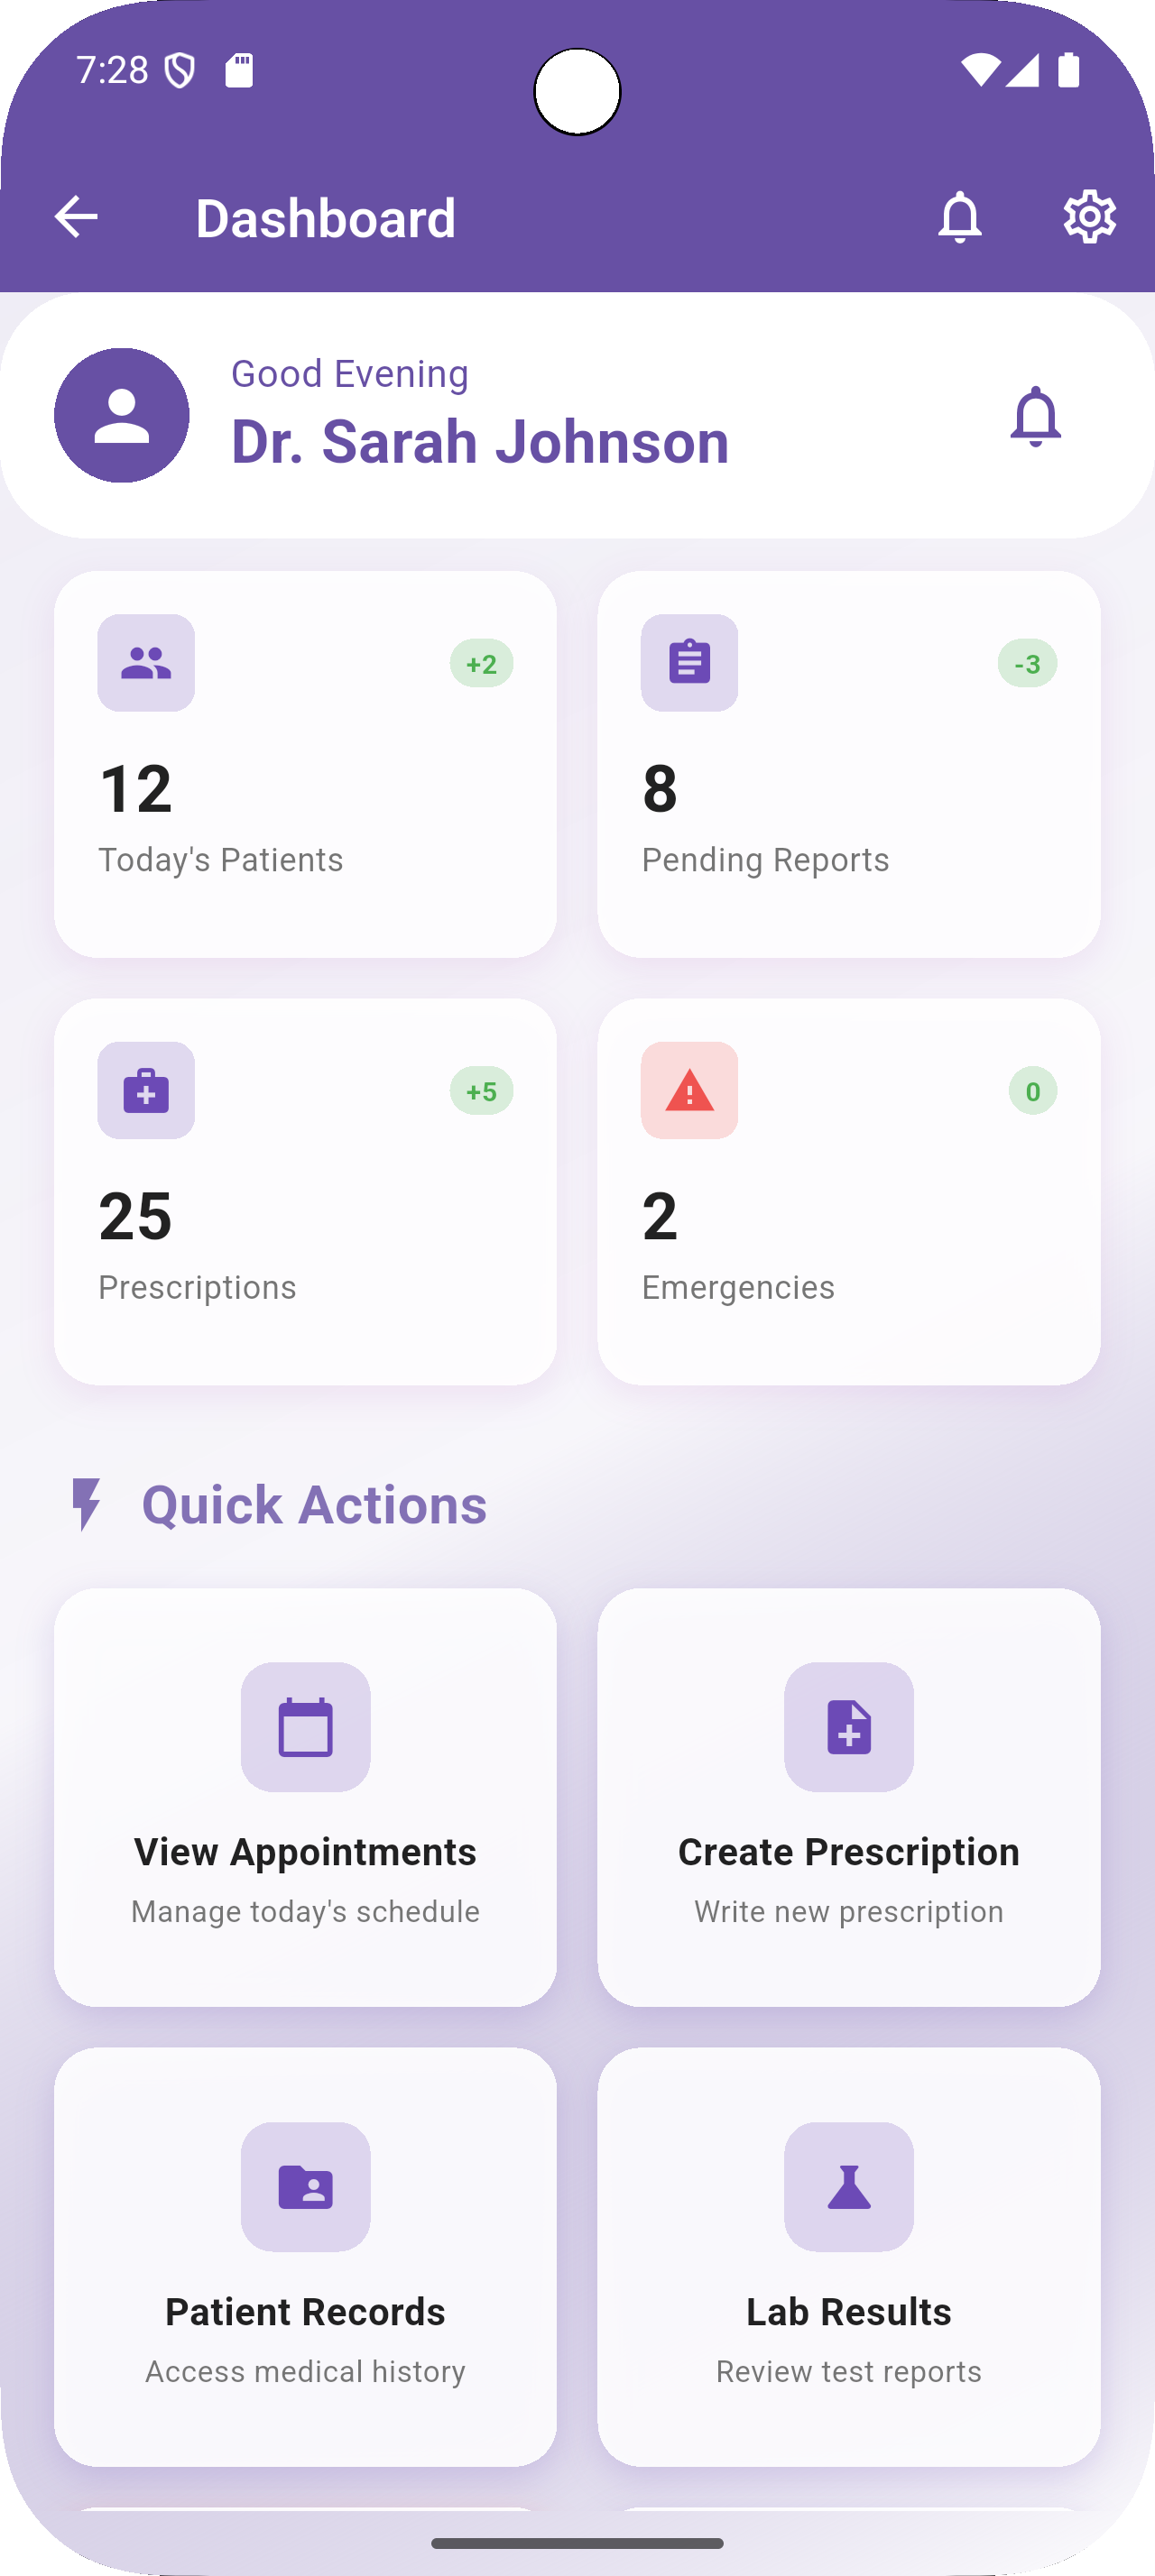 7:28
Dashboard
Good Evening
Dr. Sarah Johnson
+2
12
Today's Patients
-3
8
Pending Reports
+5
25
Prescriptions
0
2
Emergencies
Quick Actions
View Appointments
Manage today's schedule
Create Prescription
Write new prescription
Patient Records
Access medical history
Lab Results
Review test reports